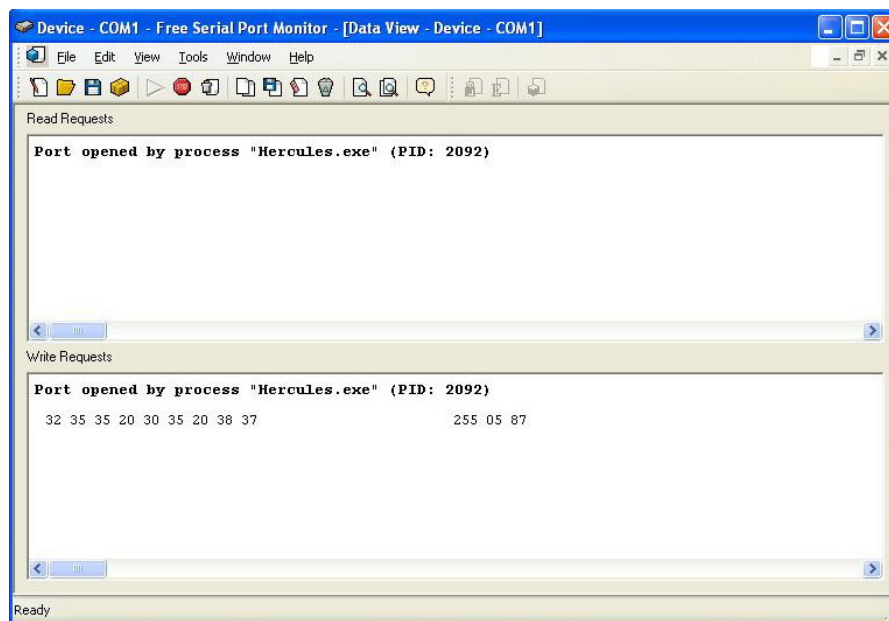 Device - COM1 - Free Serial Port Monitor - [Data View - Device - COM1]
File Edit View Tools Window Help
Read Requests
Port opened by process "Hercules.exe" (PID: 2092)
Write Requests
Port opened by process "Hercules.exe" (PID: 2092)
32 35 35 20 30 35 20 38 37 255 05 87
Ready